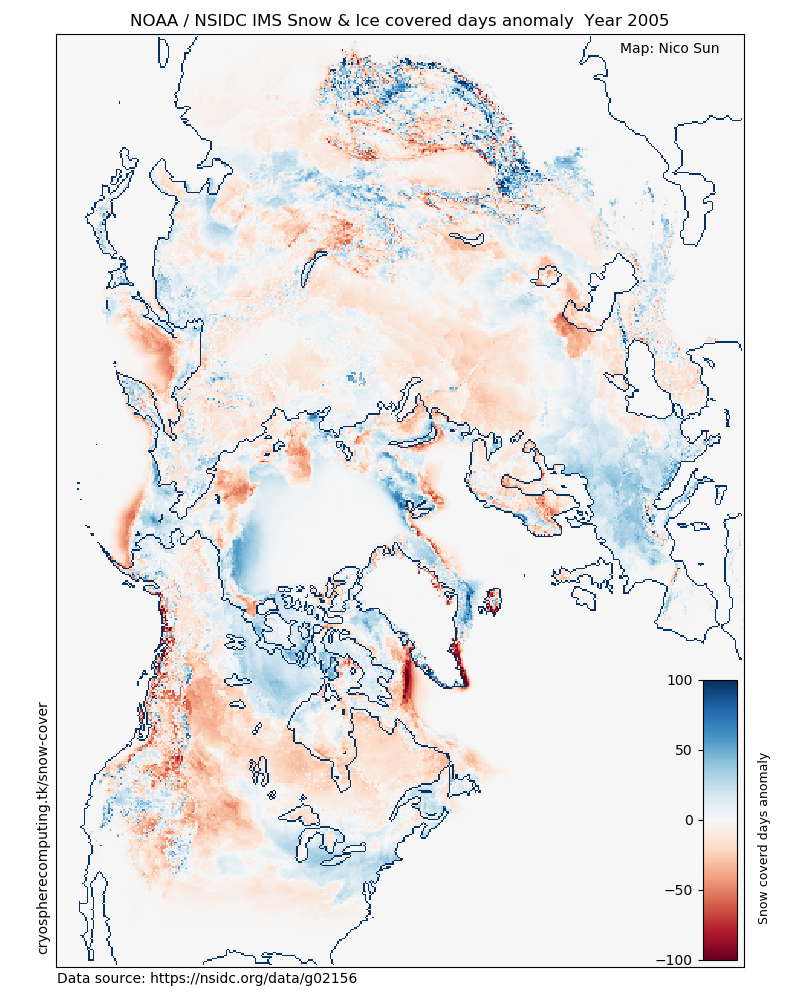 NOAA / NSIDC IMS Snow & Ice covered days anomaly  Year 2005
Map: Nico Sun
cryospherecomputing.tk/snow-cover
100
50
0
−50
−100
Snow coverd days anomaly
Data source: https://nsidc.org/data/g02156